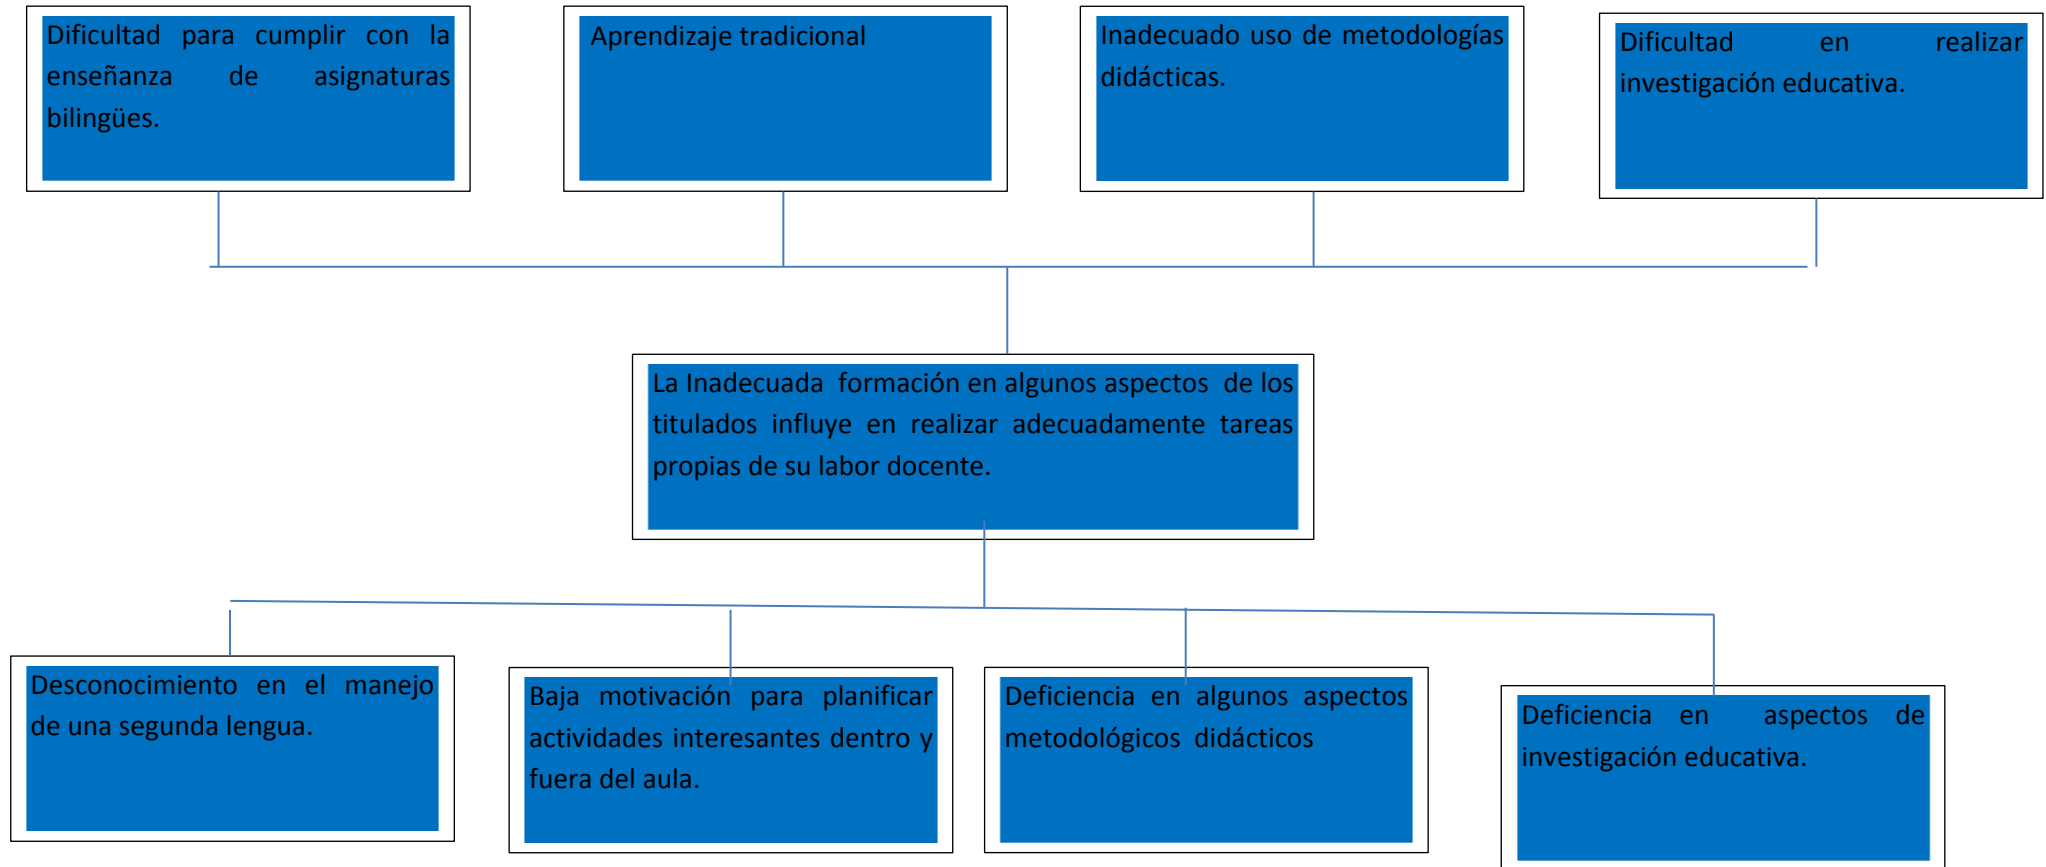 Dificultad para cumplir con la
enseñanza de asignaturas
bilingües.
Aprendizaje tradicional
Inadecuado uso de metodologías
didácticas.
Dificultad en realizar
investigación educativa.
La Inadecuada formación en algunos aspectos de los
titulados influye en realizar adecuadamente tareas
propias de su labor docente.
Desconocimiento en el manejo
de una segunda lengua.
Baja motivación para planificar
actividades interesantes dentro y
fuera del aula.
Deficiencia en algunos aspectos
metodológicos didácticos
Deficiencia en aspectos de
investigación educativa.